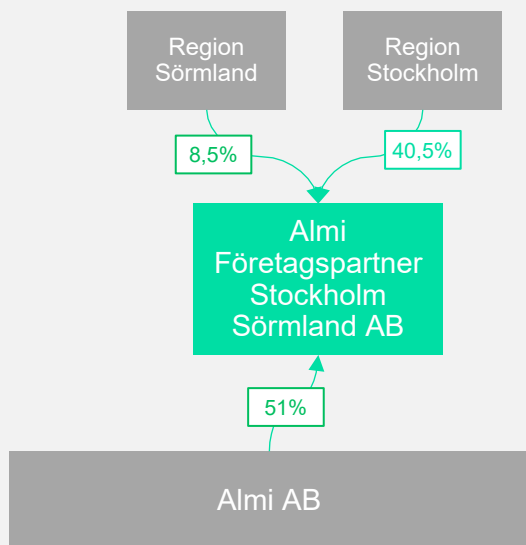 Region
Sörmland
Region
Stockholm
8,5%
40,5%
Almi
Företagspartner
Stockholm
Sörmland AB
51%
Almi AB